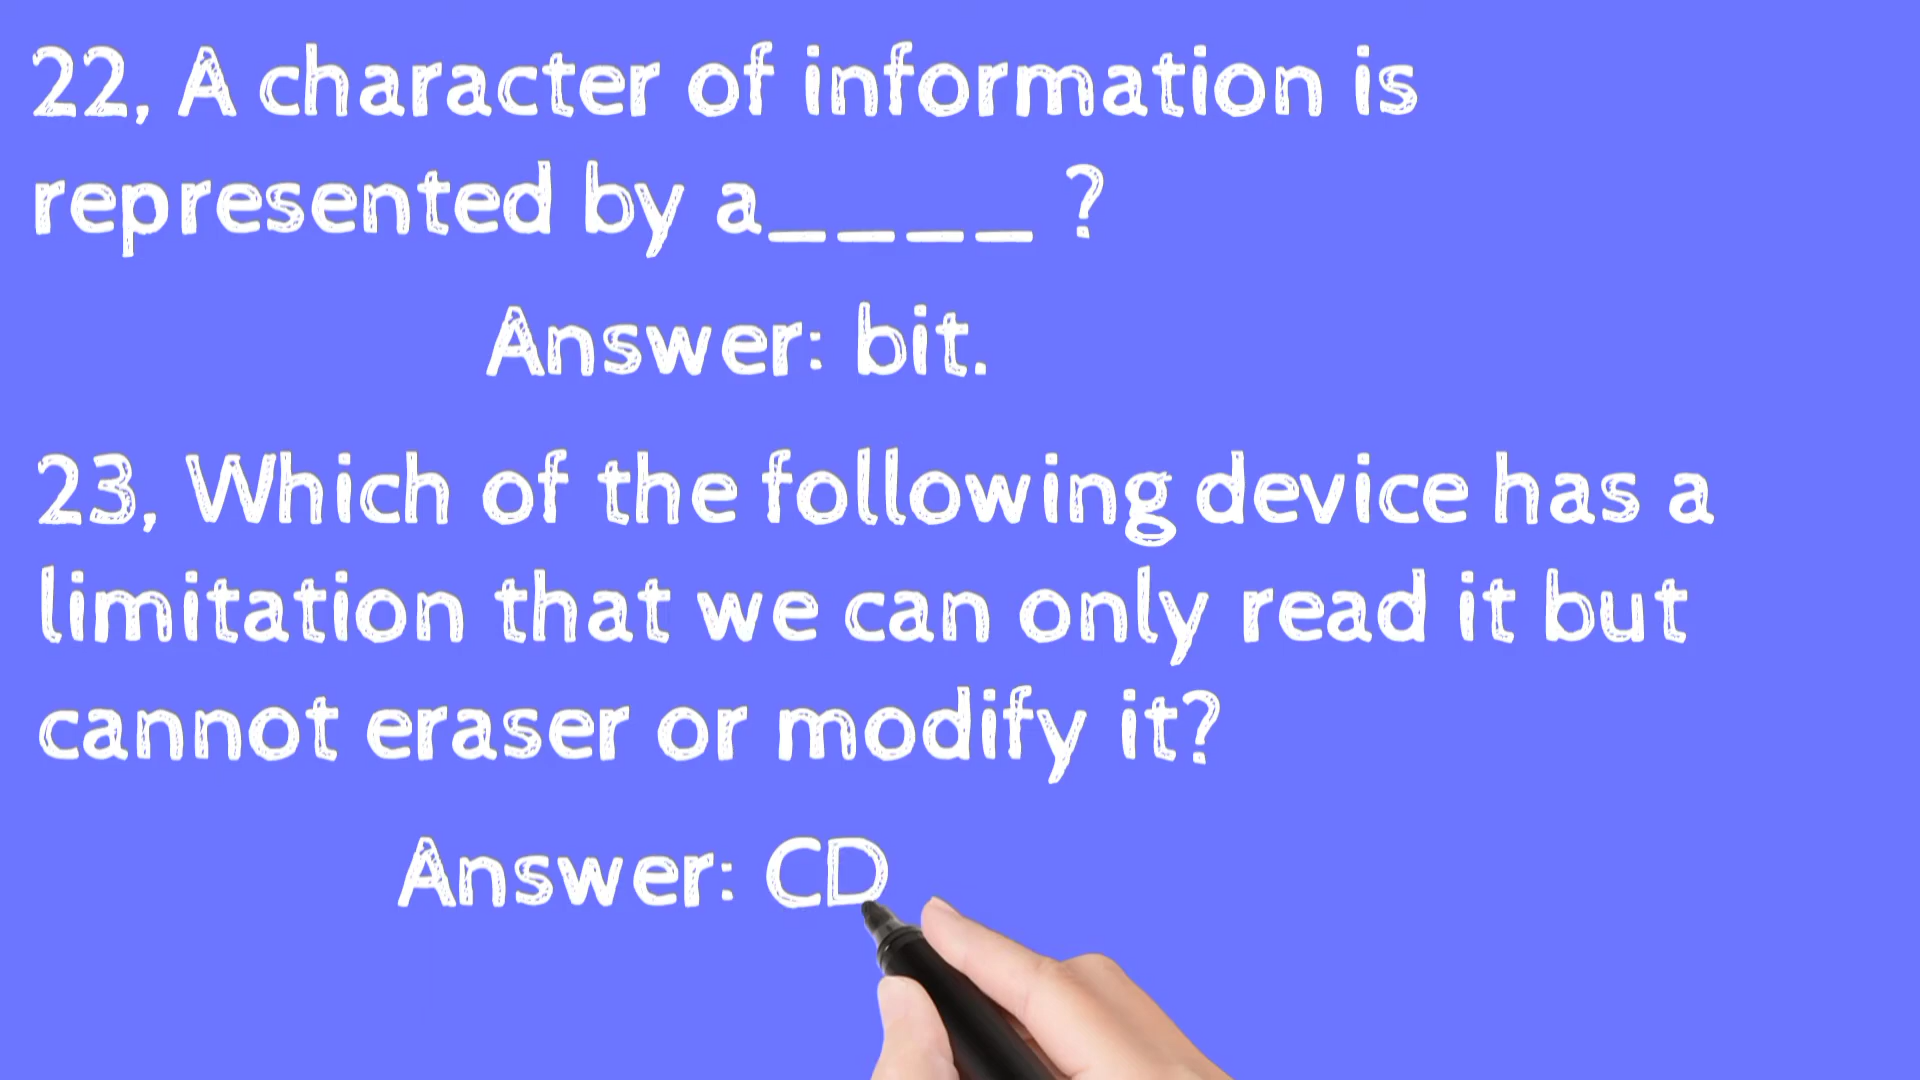 22, A character of information is
represented by a____ ?
Answer: bit.
23, Which of the following device has a
limitation that we can only read it but
cannot eraser or modify it?
Answer: CD